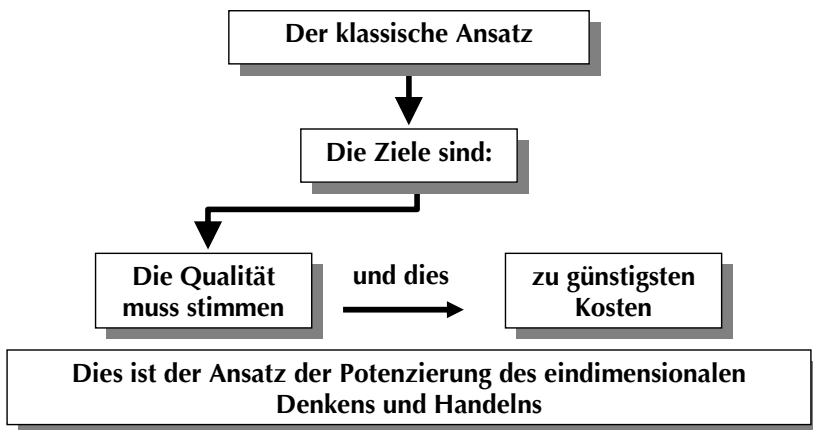 Der klassische Ansatz
Die Ziele sind:
Die Qualität
muss stimmen
und dies
zu günstigsten
Kosten
Dies ist der Ansatz der Potenzierung des eindimensionalen
Denkens und Handelns